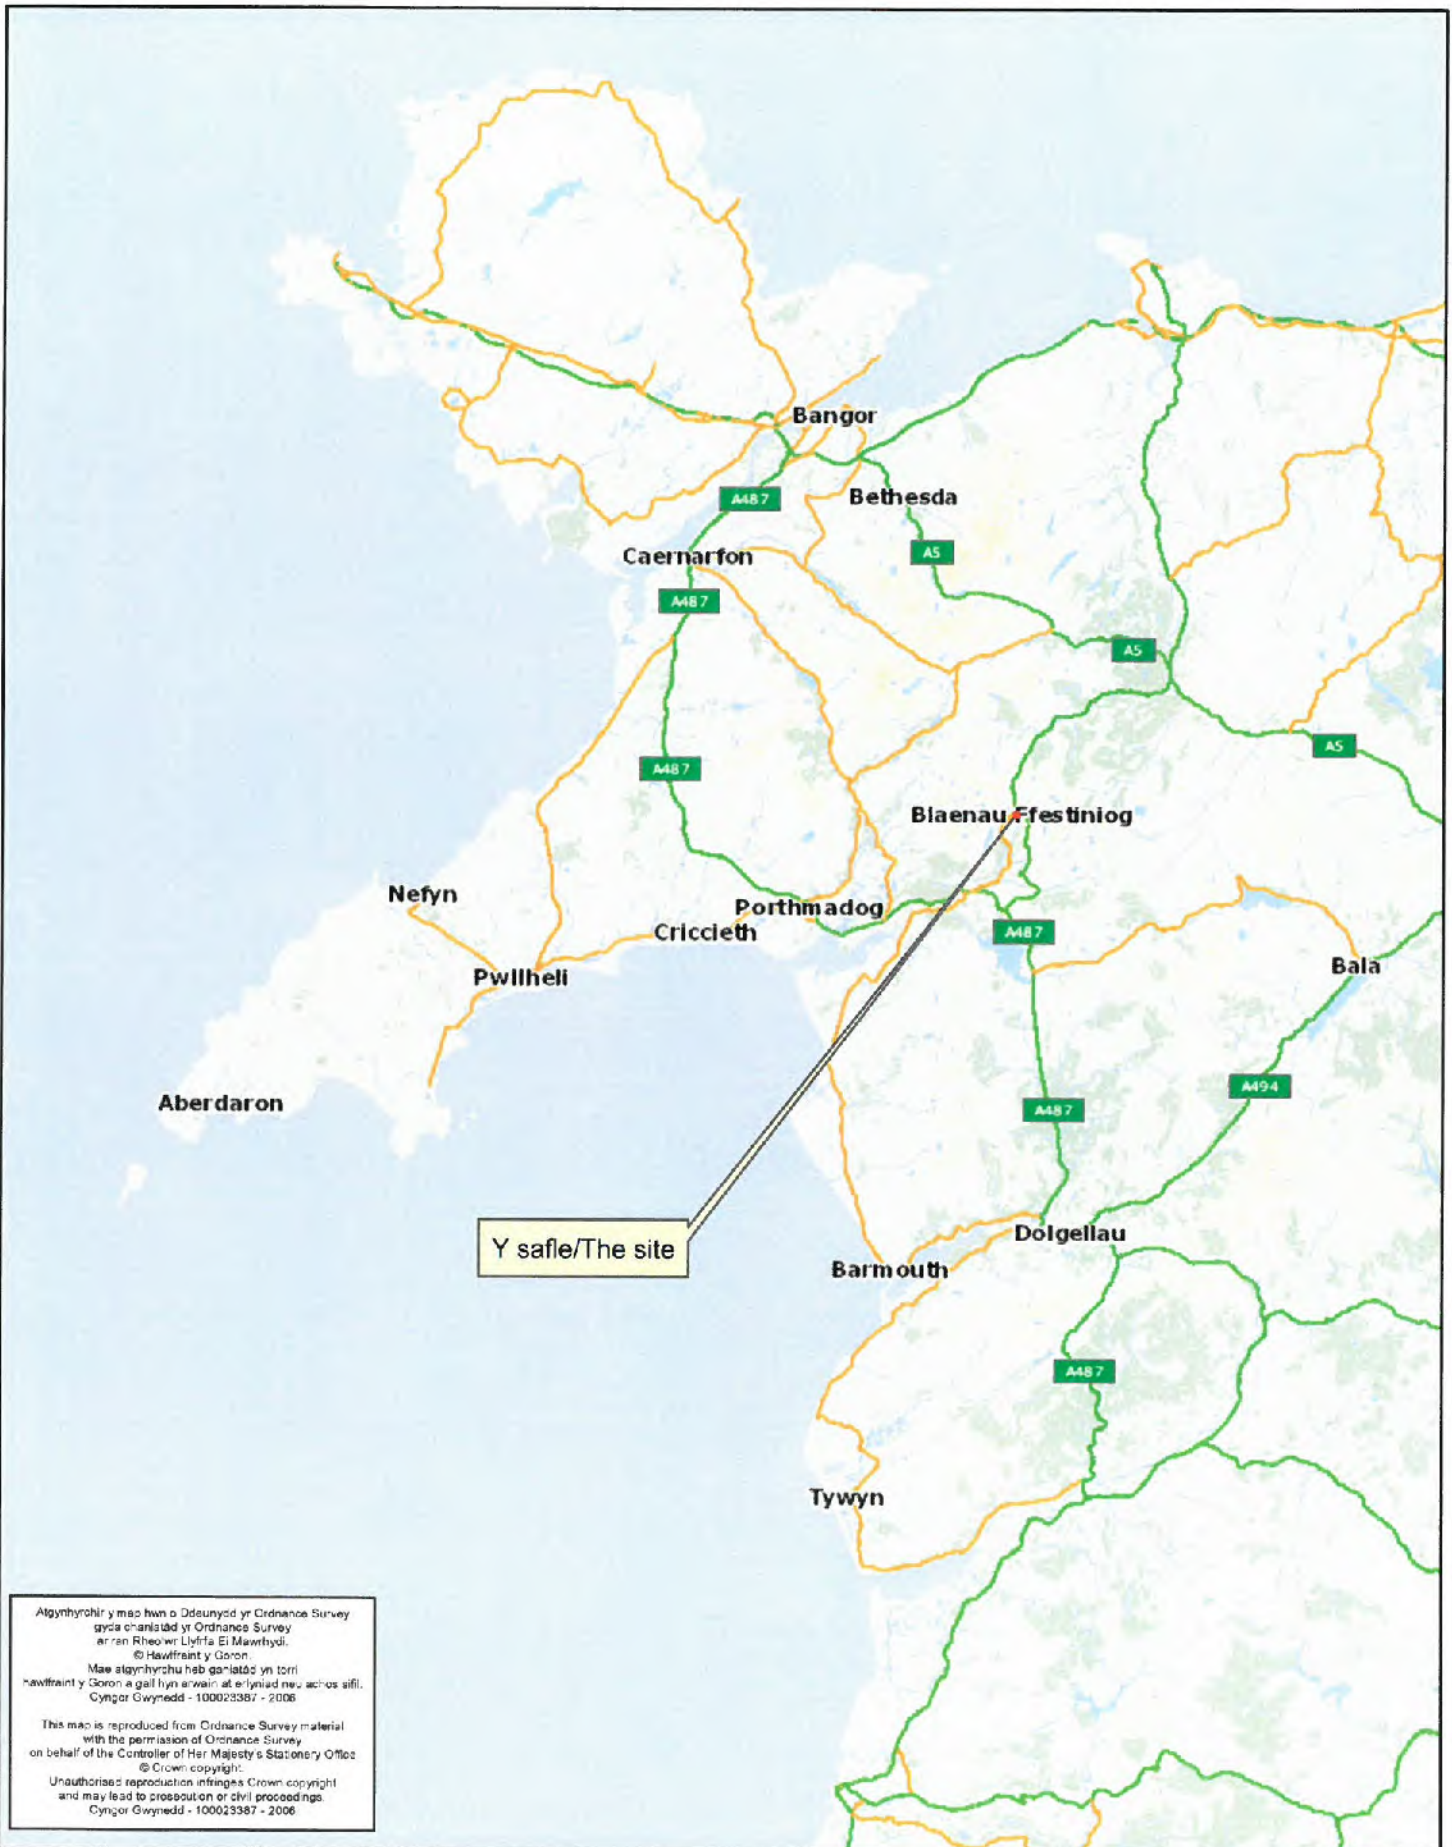 Bangor
A487
Bethesda
Caernarfon
A5
A487
A5
A5
A487
Blaenau Ffestiniog
Nefyn
Porthmadog
Criccieth
A487
Pwllheli
Bala
A494
Aberdaron
A487
Y safle/The site
Dolgellau
Barmouth
A487
Tywyn
Atgynhyrchir y map hwn o Ddeunydd yr Ordnance Survey
gyda chaniatâd yr Ordnance Survey
ar ran Rheolwr Llyfrfa Ei Mawrhydi.
© Hawlfraint y Goron.
Mae atgynhyrchu heb ganiatâd yn torri
hawlfraint y Goron a gall hyn arwain at erlyniad neu achos sifil.
Cyngor Gwynedd - 100023387 - 2006
This map is reproduced from Ordnance Survey material
with the permission of Ordnance Survey
on behalf of the Controller of Her Majesty's Stationery Office
© Crown copyright.
Unauthorised reproduction infringes Crown copyright
and may lead to prosecution or civil proceedings.
Cyngor Gwynedd - 100023387 - 2006